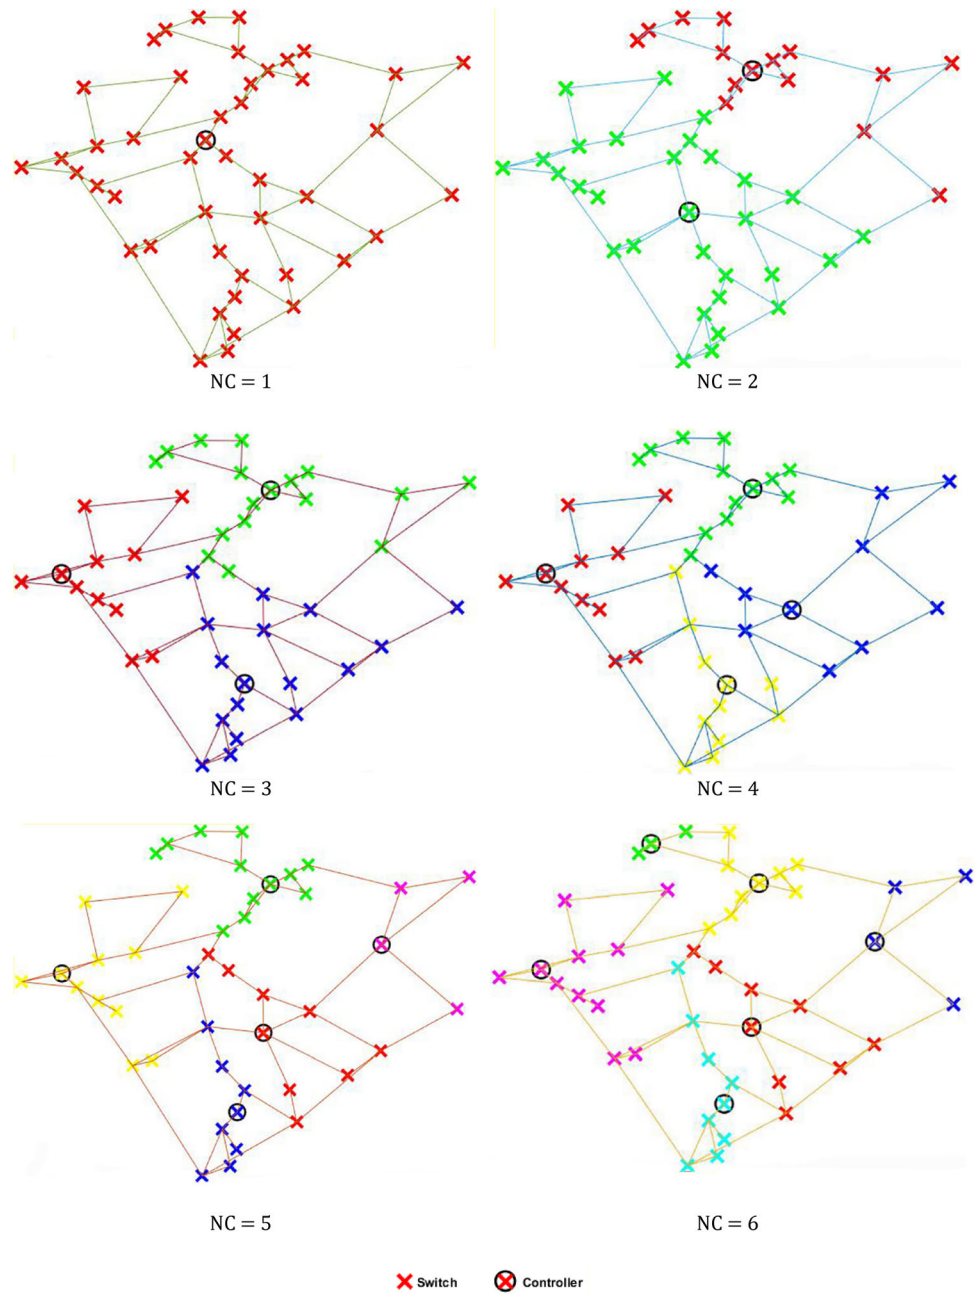 NC = 1
NC = 2
NC = 3
NC = 4
NC = 5
NC = 6
Switch
Controller